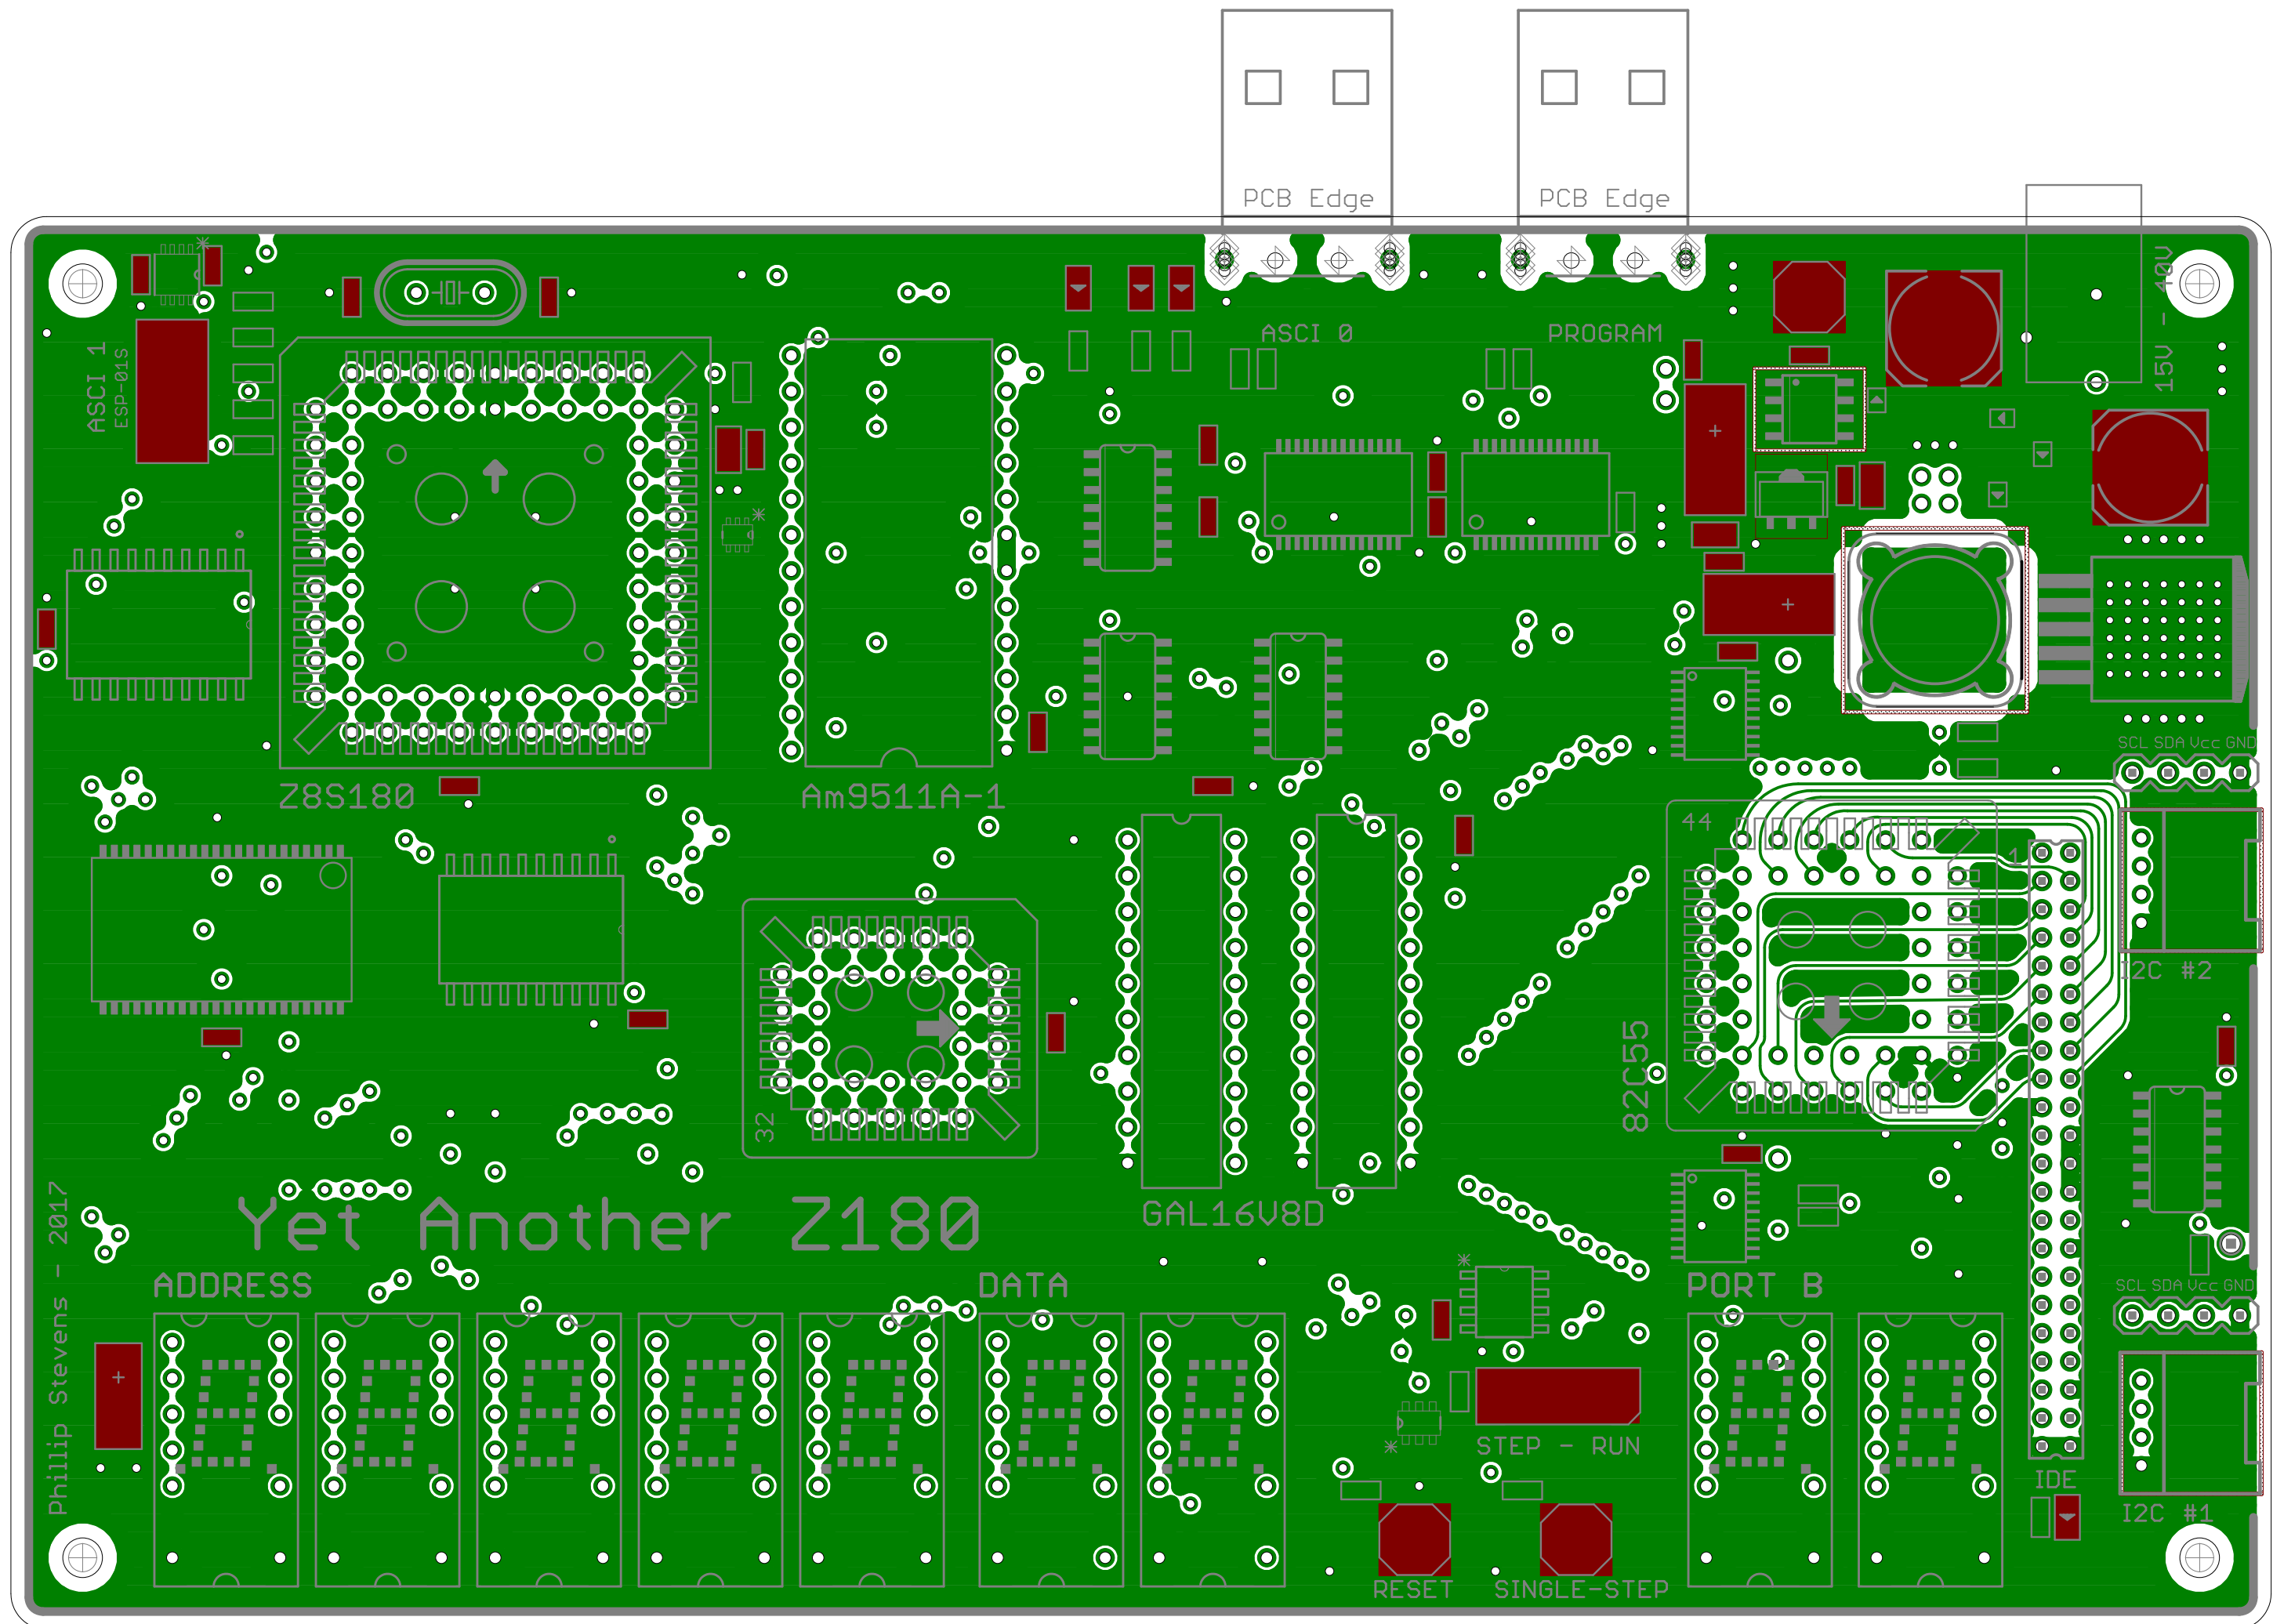 PCB Edge
PCB Edge
ASCI 1
ESP-01S
ASCI 0
PROGRAM
15V - 40V
Z8S180
Am9511A-1
SCL SDA Vcc GND
44
1
I2C #2
82C55
32
Phillip Stevens - 2017
Yet Another Z180
GAL16V8D
ADDRESS
DATA
PORT B
SCL SDA Vcc GND
STEP - RUN
IDE
I2C #1
RESET
SINGLE-STEP